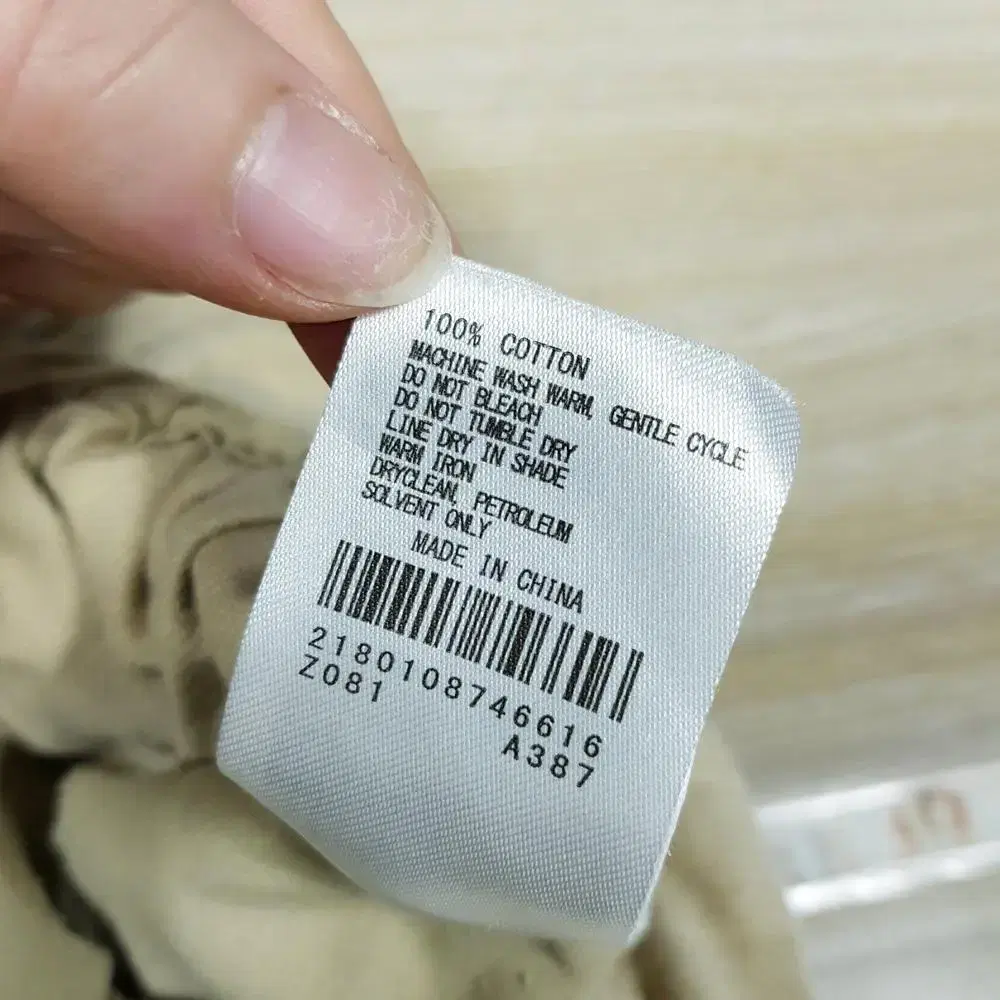 100% COTTON
MACHINE WASH WARM, GENTLE CYCLE
DO NOT BLEACH
DO NOT TUMBLE DRY
LINE DRY IN SHADE
WARM IRON
DRYCLEAN, PETROLEUM
SOLVENT ONLY
MADE IN CHINA
2180108746616
Z081
A387